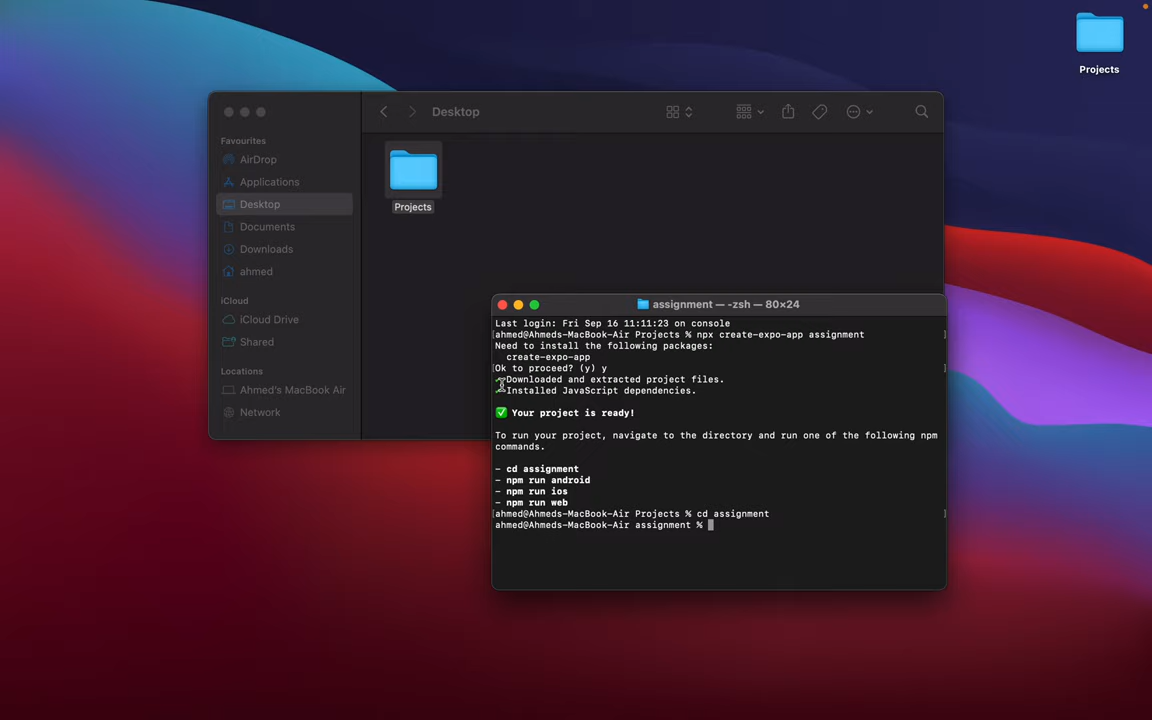 Projects
Desktop
Favourites
AirDrop
Applications
Desktop
Documents
Downloads
ahmed
iCloud
iCloud Drive
Shared
Locations
Ahmed's MacBook Air
Network
Projects
assignment — -zsh — 80×24
Last login: Fri Sep 16 11:11:23 on console
[ahmed@Ahmeds-MacBook-Air Projects % npx create-expo-app assignment ]
Need to install the following packages:
create-expo-app
[Ok to proceed? (y) y ]
Downloaded and extracted project files.
Installed JavaScript dependencies.
✅ Your project is ready!
To run your project, navigate to the directory and run one of the following npm
commands.
- cd assignment
- npm run android
- npm run ios
- npm run web
[ahmed@Ahmeds-MacBook-Air Projects % cd assignment ]
ahmed@Ahmeds-MacBook-Air assignment %